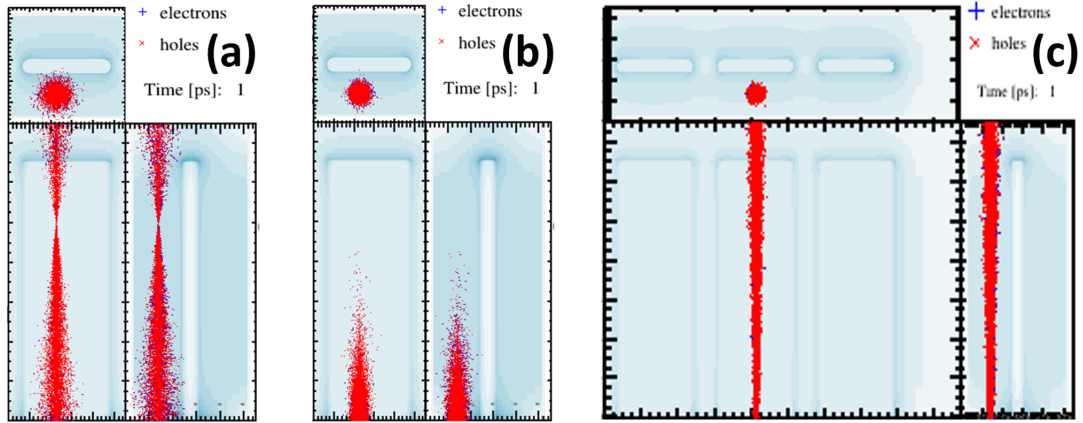 + electrons
× holes
(a)
Time [ps]: 1
+ electrons
× holes
(b)
Time [ps]: 1
+ electrons
× holes
(c)
Time [ps]: 1